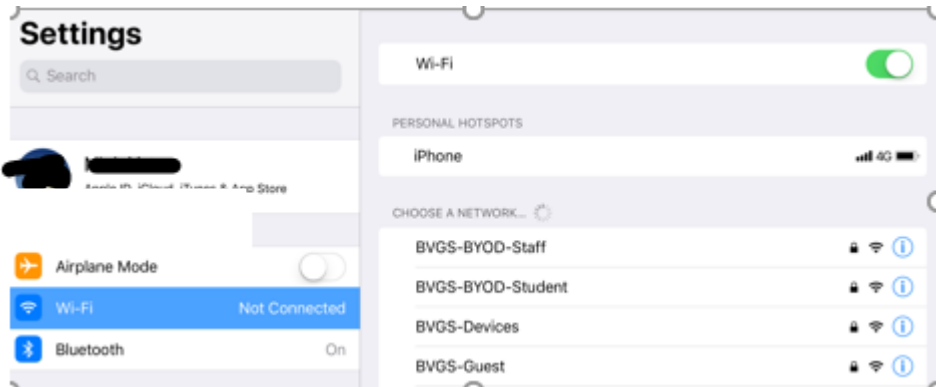 Settings
Search
Apple ID, iCloud, iTunes & App Store
Airplane Mode
Wi-Fi Not Connected
Bluetooth On
Wi-Fi
PERSONAL HOTSPOTS
iPhone 4G
CHOOSE A NETWORK...
BVGS-BYOD-Staff
BVGS-BYOD-Student
BVGS-Devices
BVGS-Guest